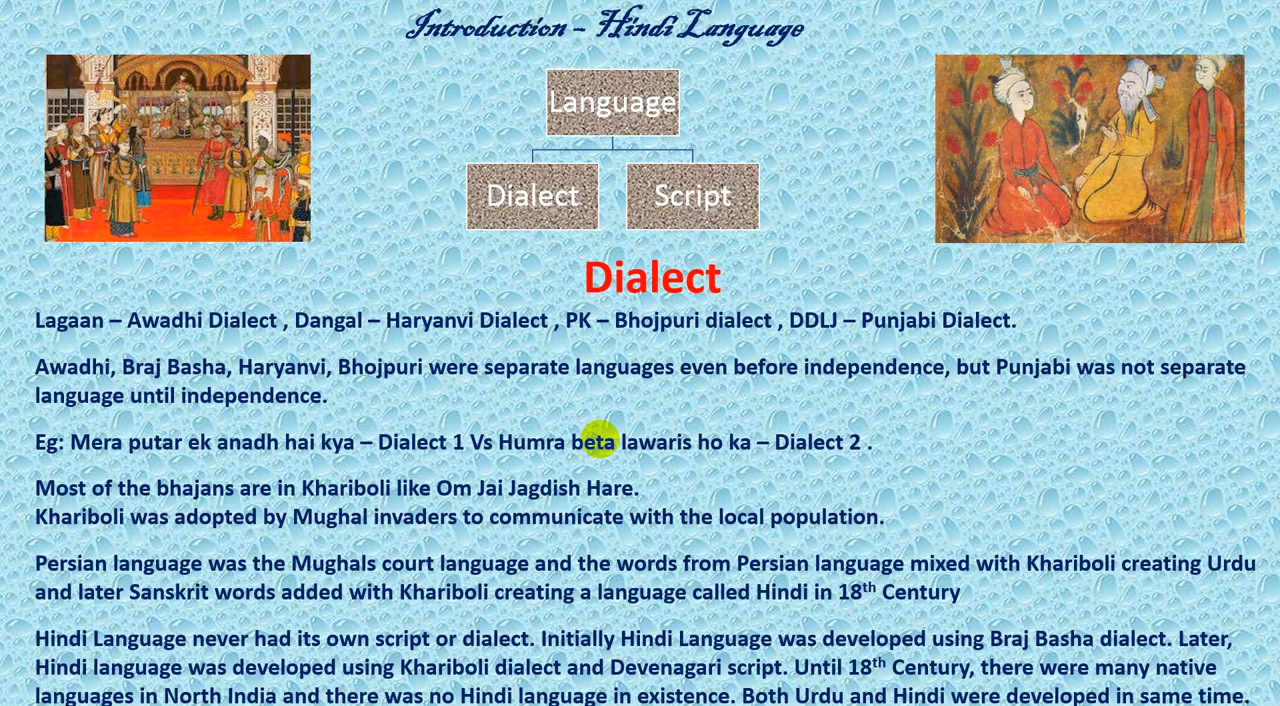 Introduction – Hindi Language
Language
Dialect
Script
Dialect
Lagaan – Awadhi Dialect , Dangal – Haryanvi Dialect , PK – Bhojpuri dialect , DDLJ – Punjabi Dialect.
Awadhi, Braj Basha, Haryanvi, Bhojpuri were separate languages even before independence, but Punjabi was not separate
language until independence.
Eg: Mera putar ek anadh hai kya – Dialect 1 Vs Humra beta lawaris ho ka – Dialect 2 .
Most of the bhajans are in Khariboli like Om Jai Jagdish Hare.
Khariboli was adopted by Mughal invaders to communicate with the local population.
Persian language was the Mughals court language and the words from Persian language mixed with Khariboli creating Urdu
and later Sanskrit words added with Khariboli creating a language called Hindi in 18th Century
Hindi Language never had its own script or dialect. Initially Hindi Language was developed using Braj Basha dialect. Later,
Hindi language was developed using Khariboli dialect and Devenagari script. Until 18th Century, there were many native
languages in North India and there was no Hindi language in existence. Both Urdu and Hindi were developed in same time.